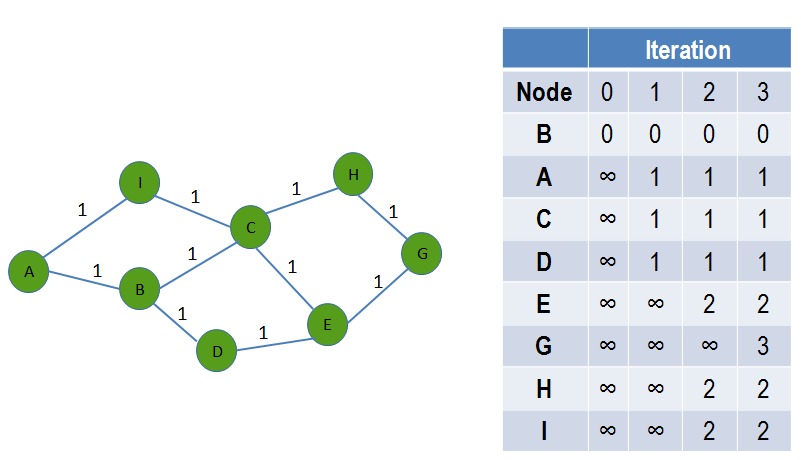 Iteration
Node 0 1 2 3
B 0 0 0 0
A ∞ 1 1 1
C ∞ 1 1 1
D ∞ 1 1 1
E ∞ ∞ 2 2
G ∞ ∞ ∞ 3
H ∞ ∞ 2 2
I ∞ ∞ 2 2
H
I
1
1
1
1
C
1
G
1
A
1
B
1
1
1
E
1
D